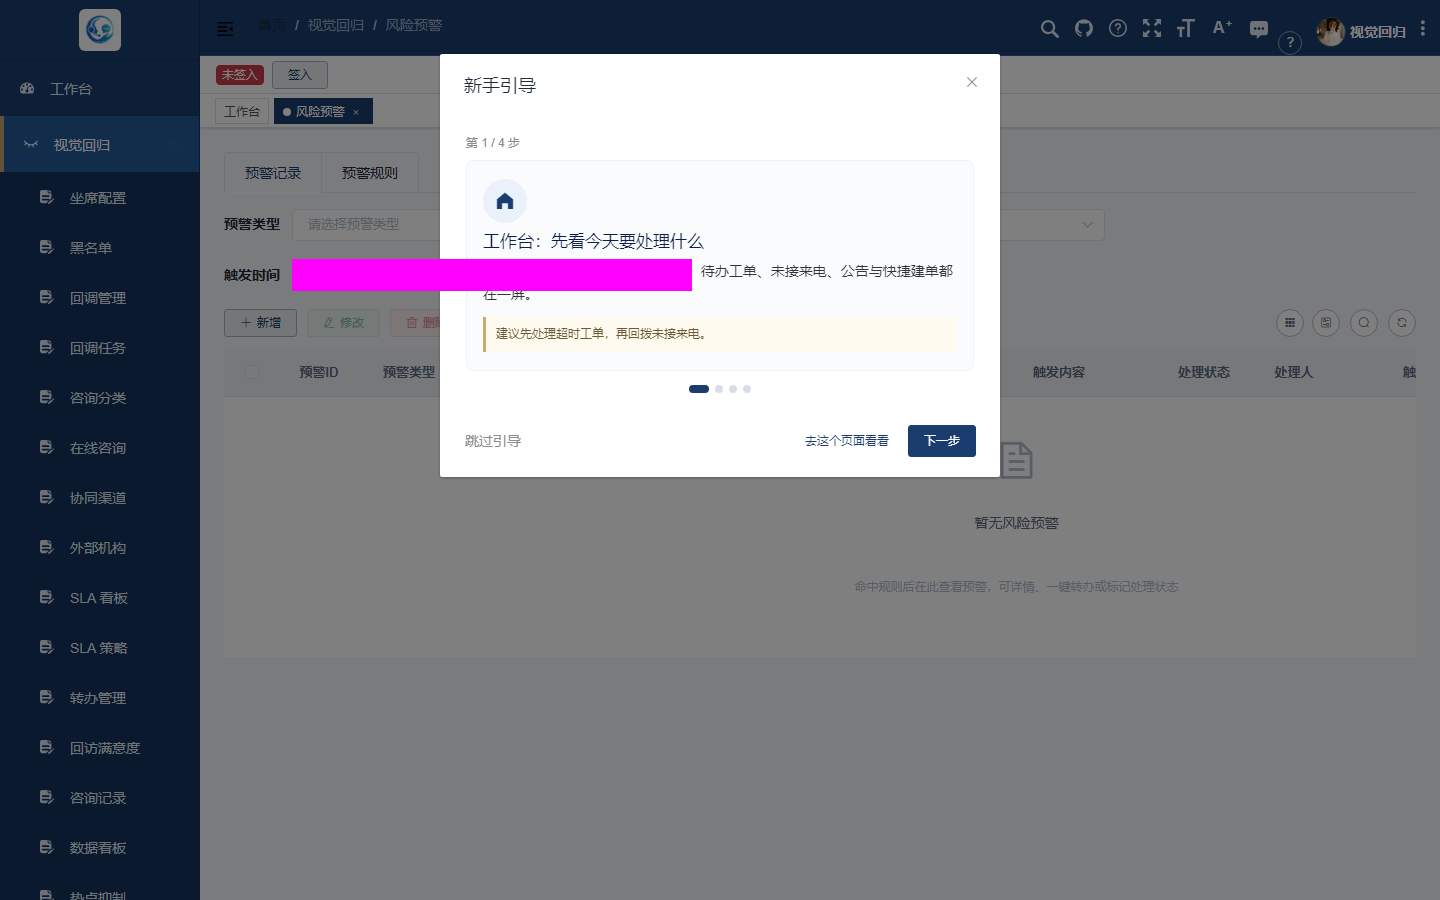 首页 / 视觉回归 / 风险预警
A+
?
视觉回归
工作台
视觉回归
坐席配置
黑名单
回调管理
回调任务
咨询分类
在线咨询
协同渠道
外部机构
SLA 看板
SLA 策略
转办管理
回访满意度
咨询记录
数据看板
热点抑制
未签入
签入
工作台
风险预警 ×
预警记录
预警规则
预警类型
请选择预警类型
触发时间
新增
修改
预警ID
预警类型
触发内容
处理状态
处理人
触
暂无风险预警
命中规则后在此查看预警，可详情、一键转办或标记处理状态
新手引导
第 1 / 4 步
工作台：先看今天要处理什么
待办工单、未接来电、公告与快捷建单都
在一屏。
建议先处理超时工单，再回拨未接来电。
跳过引导
去这个页面看看
下一步